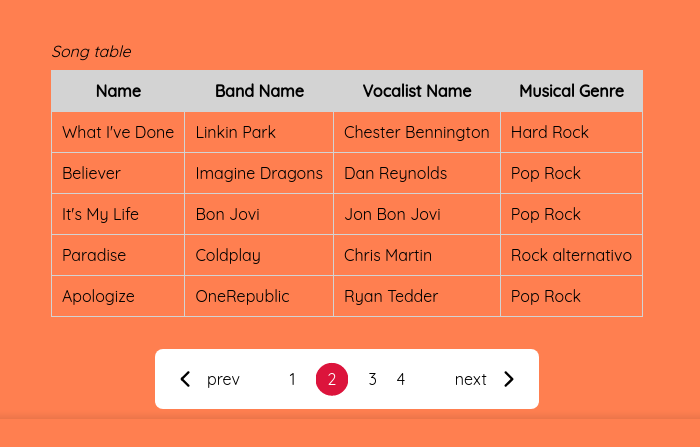 Song table
Name Band Name Vocalist Name Musical Genre
What I've Done Linkin Park Chester Bennington Hard Rock
Believer Imagine Dragons Dan Reynolds Pop Rock
It's My Life Bon Jovi Jon Bon Jovi Pop Rock
Paradise Coldplay Chris Martin Rock alternativo
Apologize OneRepublic Ryan Tedder Pop Rock
prev 1 2 3 4 next